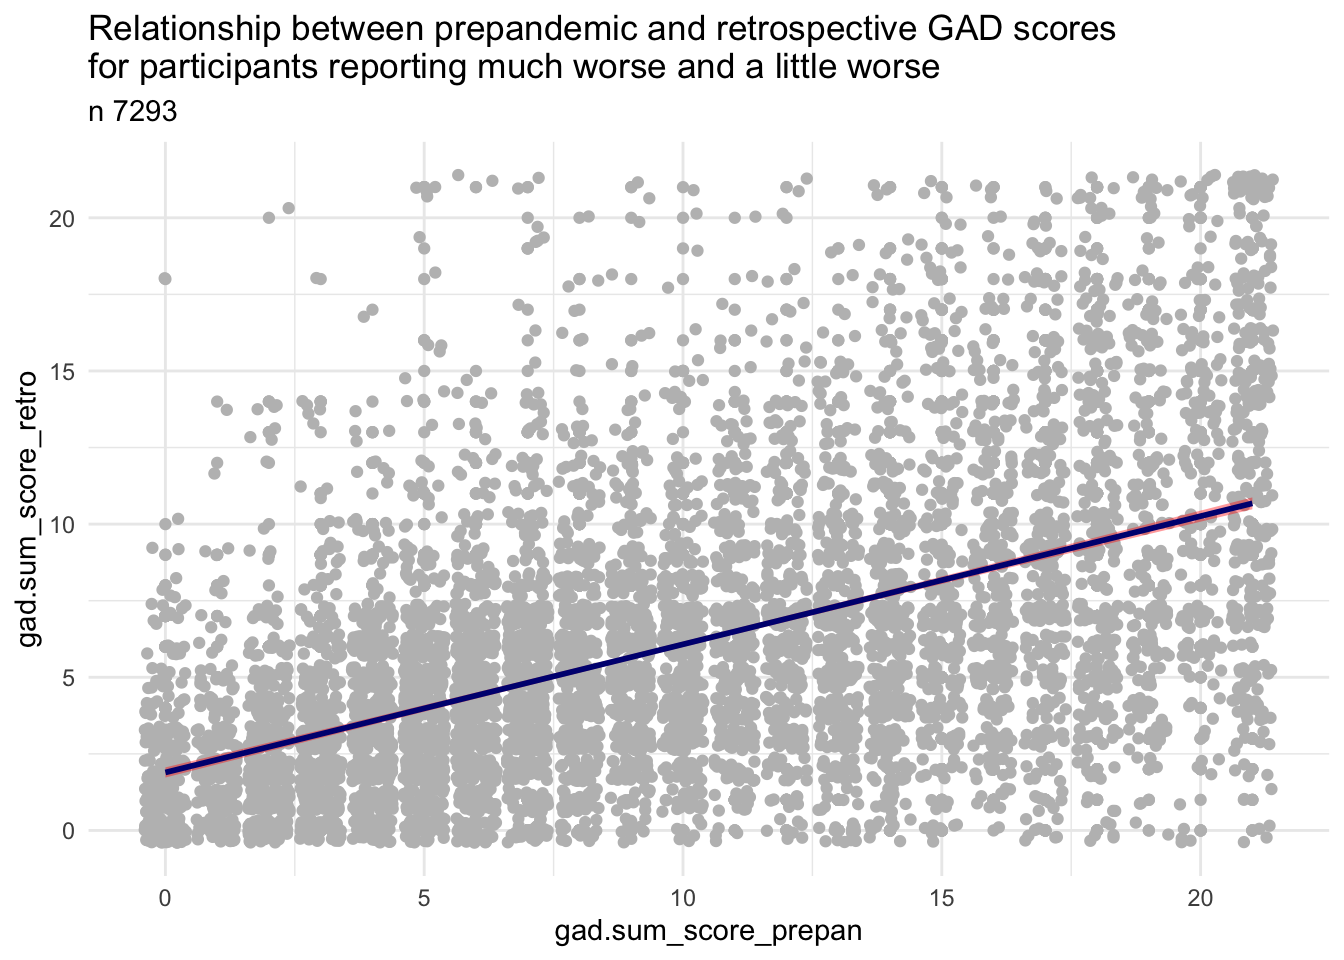 Relationship between prepandemic and retrospective GAD scores
for participants reporting much worse and a little worse
n 7293
20
15
10
5
0
gad.sum_score_retro
0 5 10 15 20
gad.sum_score_prepan